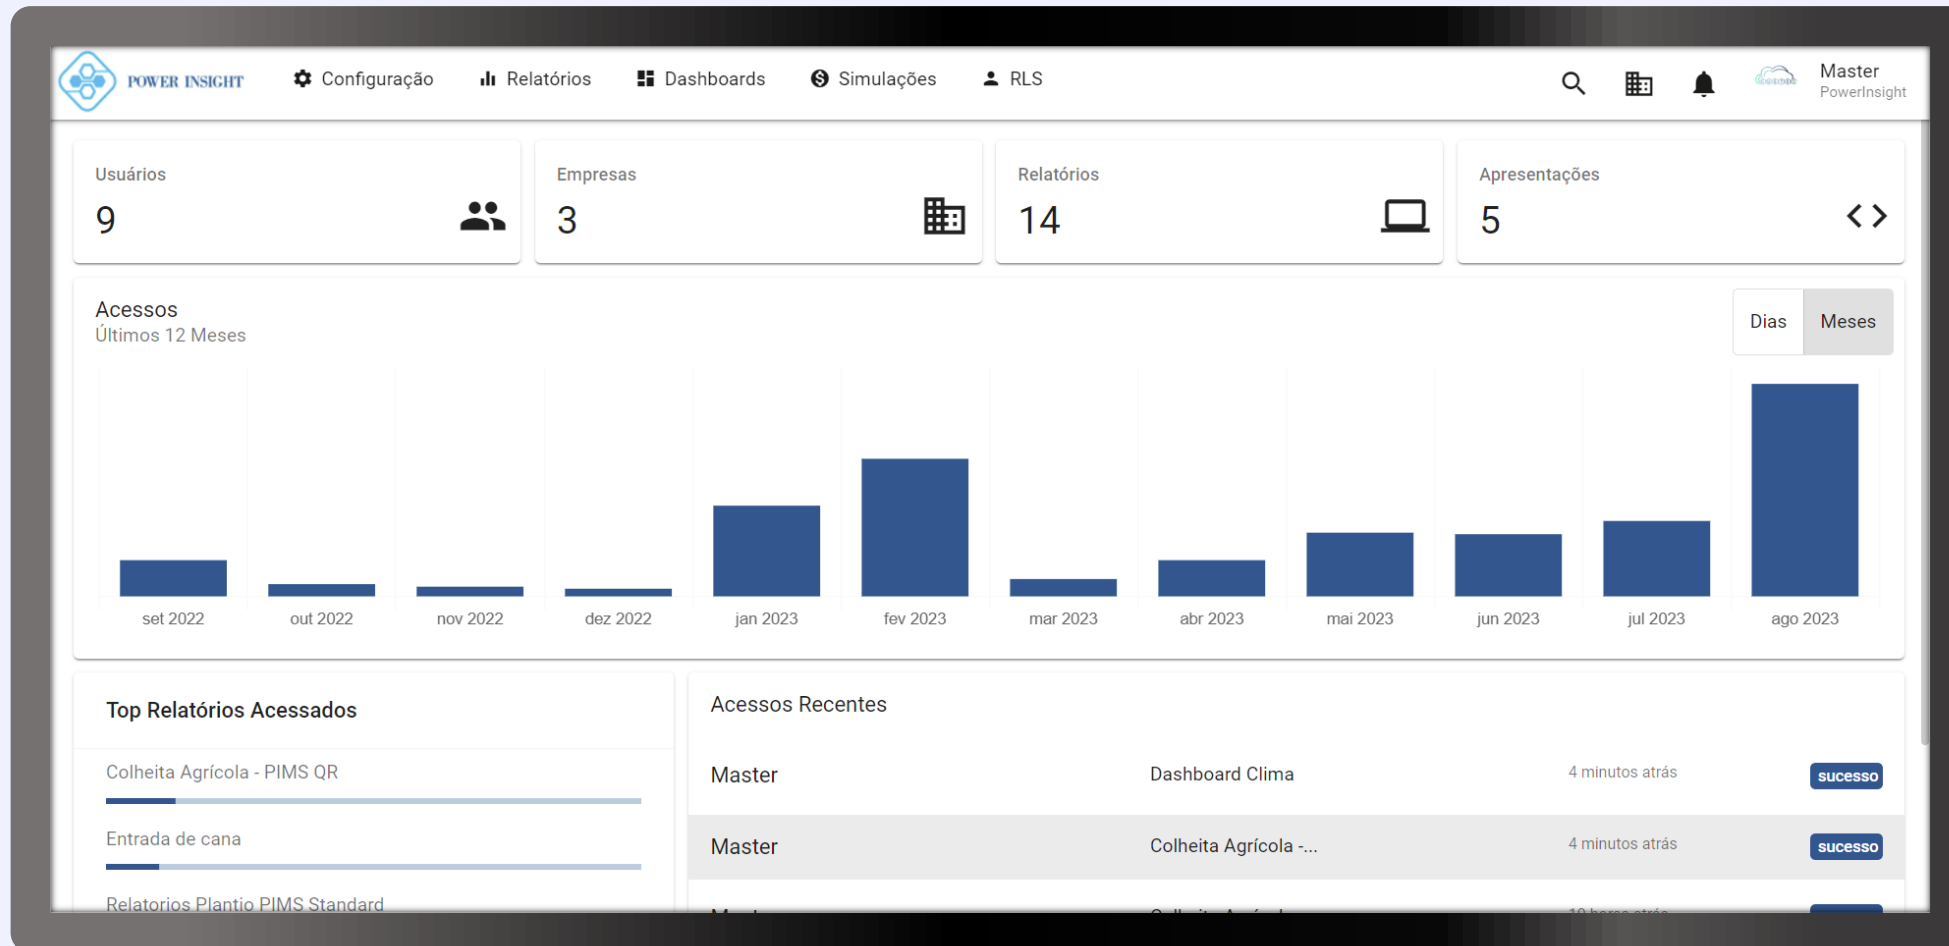 POWER INSIGHT
Configuração
Relatórios
Dashboards
Simulações
RLS
Master
PowerInsight
Usuários
9
Empresas
3
Relatórios
14
Apresentações
5
Acessos
Últimos 12 Meses
Dias
Meses
set 2022
out 2022
nov 2022
dez 2022
jan 2023
fev 2023
mar 2023
abr 2023
mai 2023
jun 2023
jul 2023
ago 2023
Top Relatórios Acessados
Colheita Agrícola - PIMS QR
Entrada de cana
Relatorios Plantio PIMS Standard
Acessos Recentes
Master
Dashboard Clima
4 minutos atrás
sucesso
Master
Colheita Agrícola -...
4 minutos atrás
sucesso